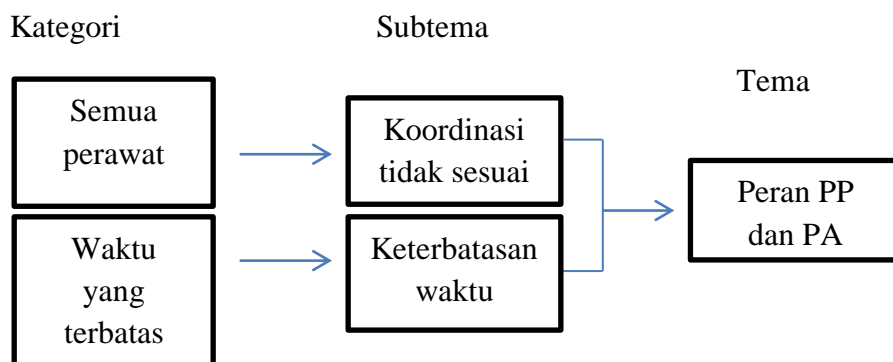 Kategori
Subtema
Tema
Semua
perawat
Koordinasi
tidak sesuai
Peran PP
dan PA
Waktu
yang
terbatas
Keterbatasan
waktu